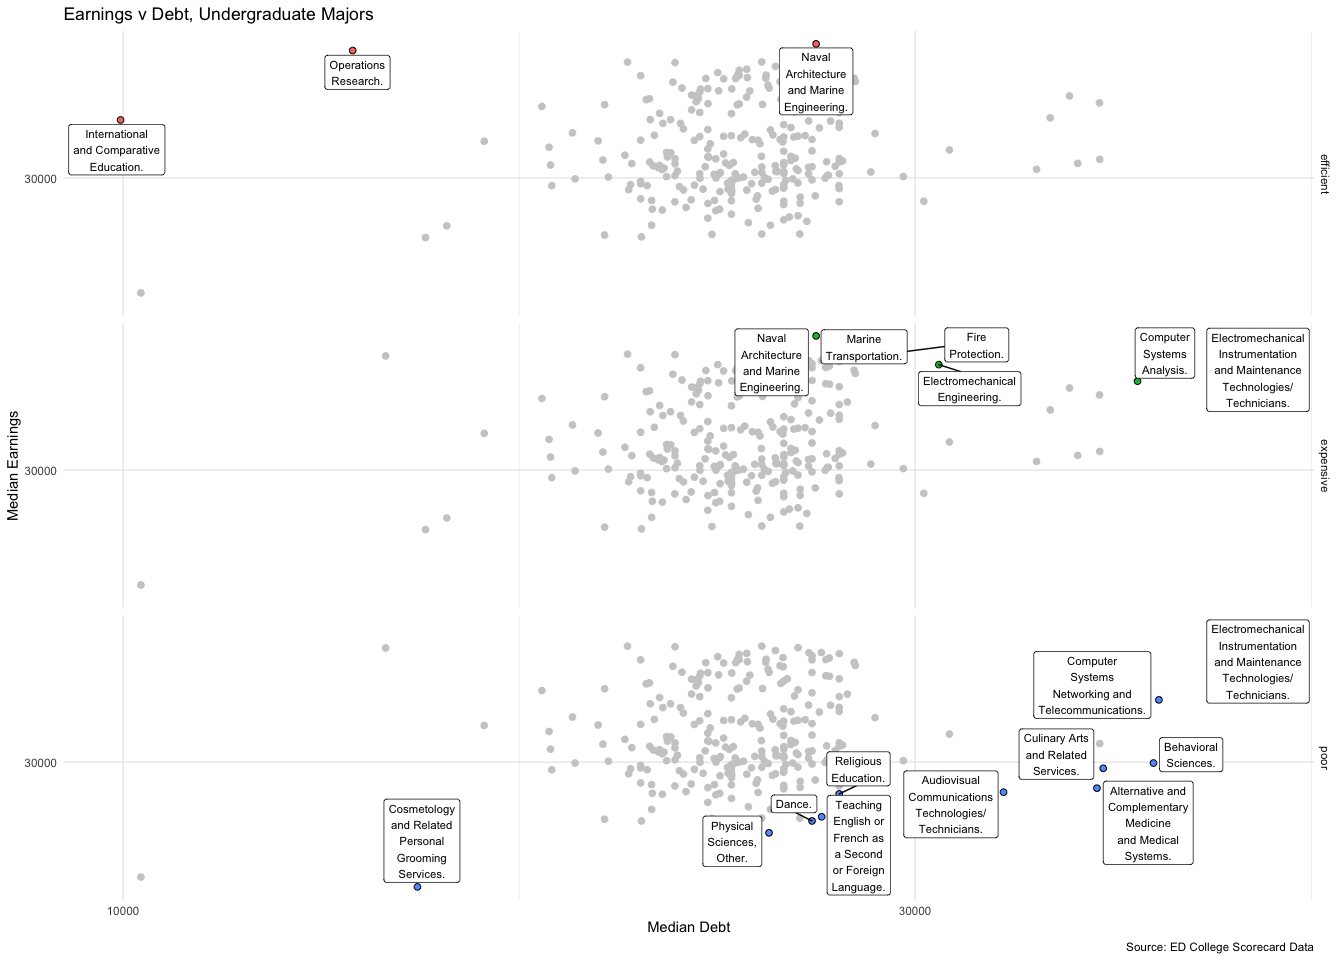 Earnings v Debt, Undergraduate Majors
Operations
Research.
Naval
Architecture
and Marine
Engineering.
International
and Comparative
Education.
30000
efficient
Naval
Architecture
and Marine
Engineering.
Marine
Transportation.
Fire
Protection.
Electromechanical
Engineering.
Computer
Systems
Analysis.
Electromechanical
Instrumentation
and Maintenance
Technologies/
Technicians.
30000
expensive
Median Earnings
Electromechanical
Instrumentation
and Maintenance
Technologies/
Technicians.
Computer
Systems
Networking and
Telecommunications.
Culinary Arts
and Related
Services.
Behavioral
Sciences.
30000
poor
Religious
Education.
Audiovisual
Communications
Technologies/
Technicians.
Alternative and
Complementary
Medicine
and Medical
Systems.
Dance.
Teaching
English or
French as
a Second
or Foreign
Language.
Physical
Sciences,
Other.
Cosmetology
and Related
Personal
Grooming
Services.
10000
30000
Median Debt
Source: ED College Scorecard Data